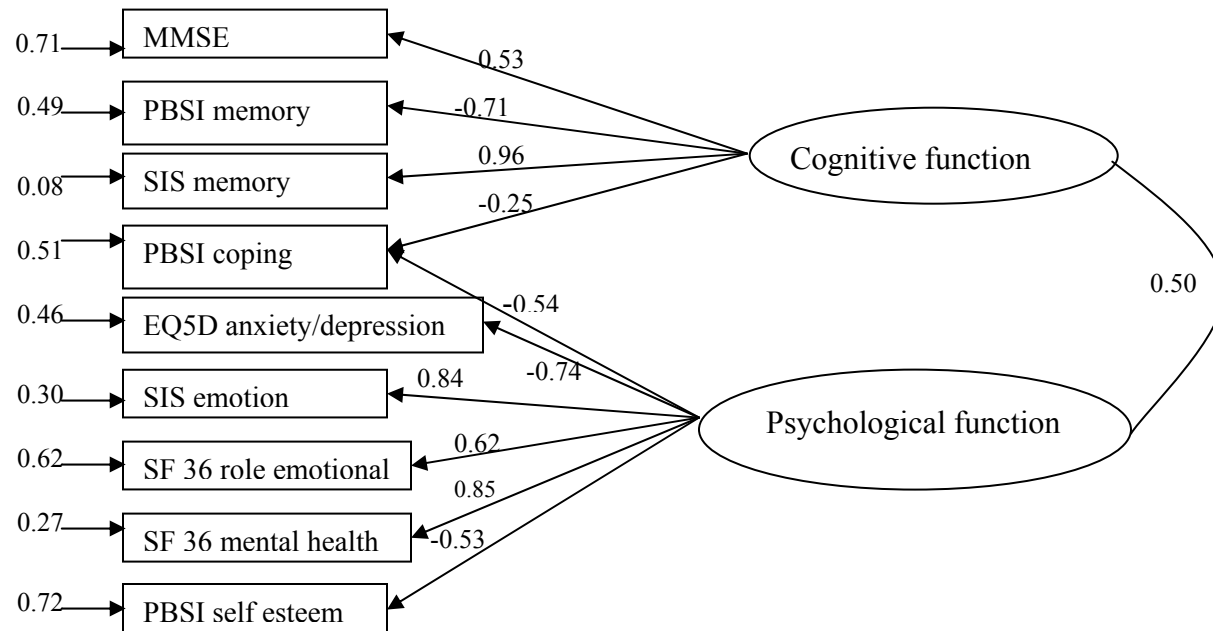 0.71
MMSE
0.53
0.49
PBSI memory
-0.71
0.08
SIS memory
0.96
Cognitive function
-0.25
0.51
PBSI coping
0.50
0.46
EQ5D anxiety/depression
-0.54
-0.74
0.30
SIS emotion
0.84
Psychological function
0.62
SF 36 role emotional
0.62
0.85
0.27
SF 36 mental health
-0.53
0.72
PBSI self esteem